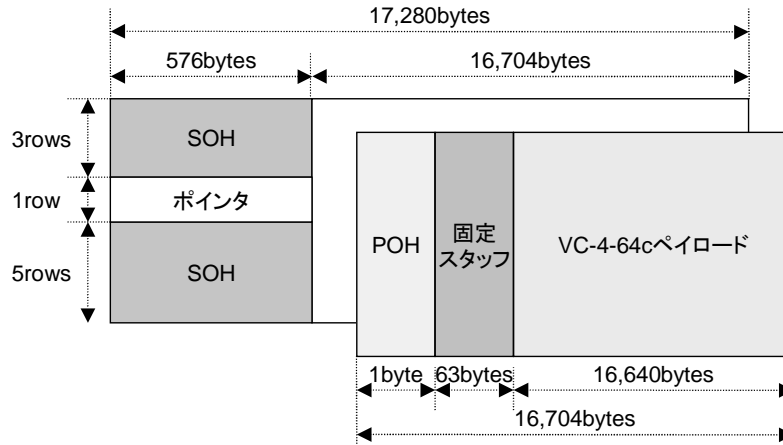 17,280bytes
576bytes
16,704bytes
3rows
SOH
1row
ポインタ
5rows
SOH
POH
固定
スタッフ
VC-4-64cペイロード
1byte
63bytes
16,640bytes
16,704bytes